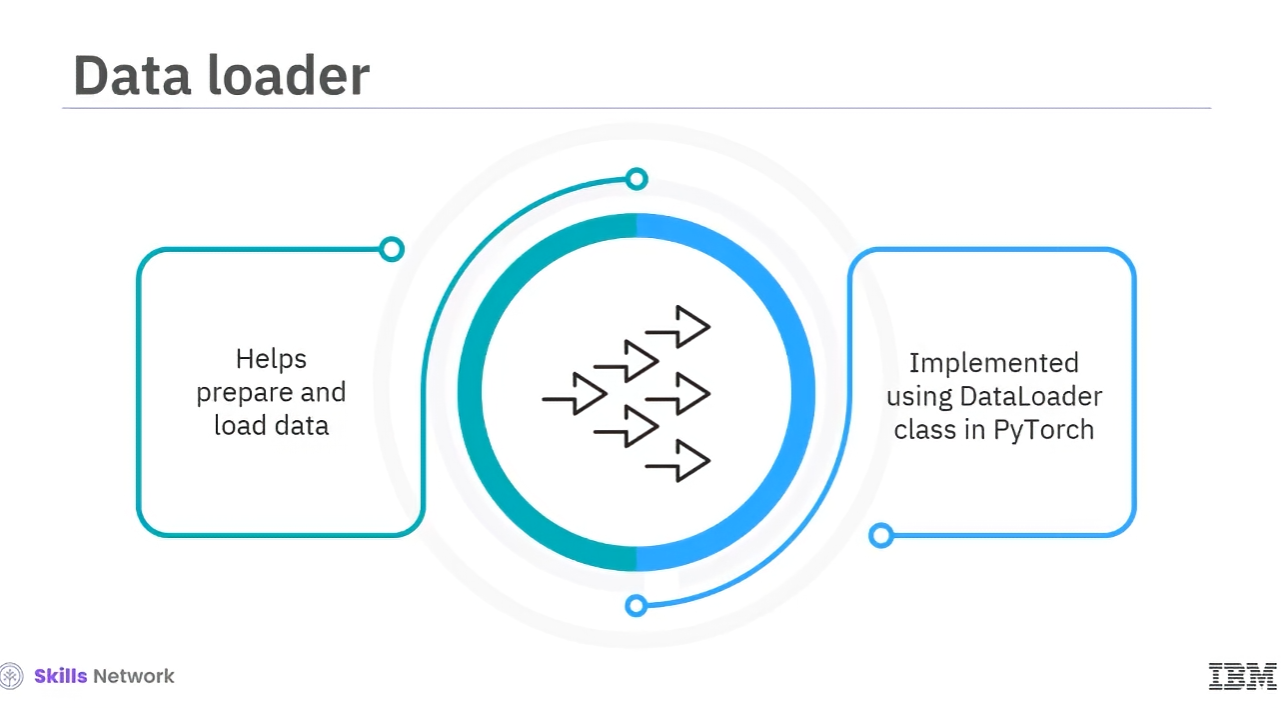 Data loader
Helps
prepare and
load data
Implemented
using DataLoader
class in PyTorch
Skills Network
IBM